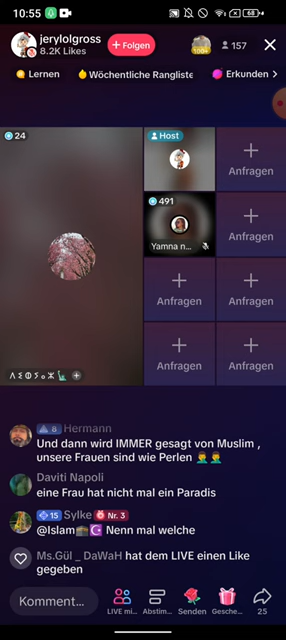 10:55
68
jerylolgross
8.2K Likes
+ Folgen
100+
157
Lernen
Wöchentliche Rangliste
Erkunden
24
Host
Anfragen
491
Yamna n...
Anfragen
Anfragen
Anfragen
Anfragen
Anfragen
8 Hermann
Und dann wird IMMER gesagt von Muslim ,
unsere Frauen sind wie Perlen 🤦‍♂️🤦‍♂️
Daviti Napoli
eine Frau hat nicht mal ein Paradis
15 Sylke Nr. 3
@Islam🕋☪️ Nenn mal welche
Ms.Gül _ DaWaH hat dem LIVE einen Like
gegeben
Komment...
LIVE mi...
Abstim...
Senden
Gesche...
25